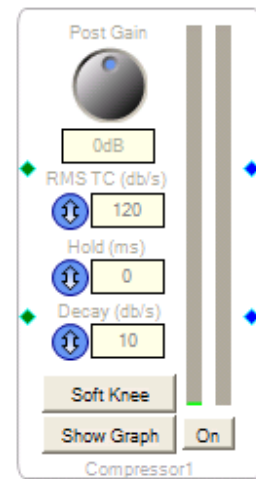 Post Gain
0dB
RMS TC (db/s)
120
Hold (ms)
0
Decay (db/s)
10
Soft Knee
Show Graph On
Compressor1